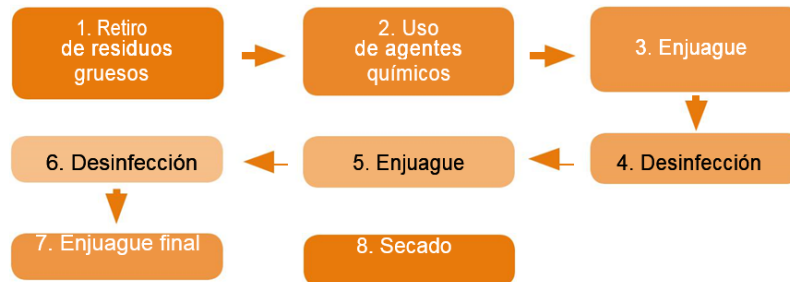 1. Retiro
de residuos
gruesos
2. Uso
de agentes
químicos
3. Enjuague
4. Desinfección
5. Enjuague
6. Desinfección
7. Enjuague final
8. Secado